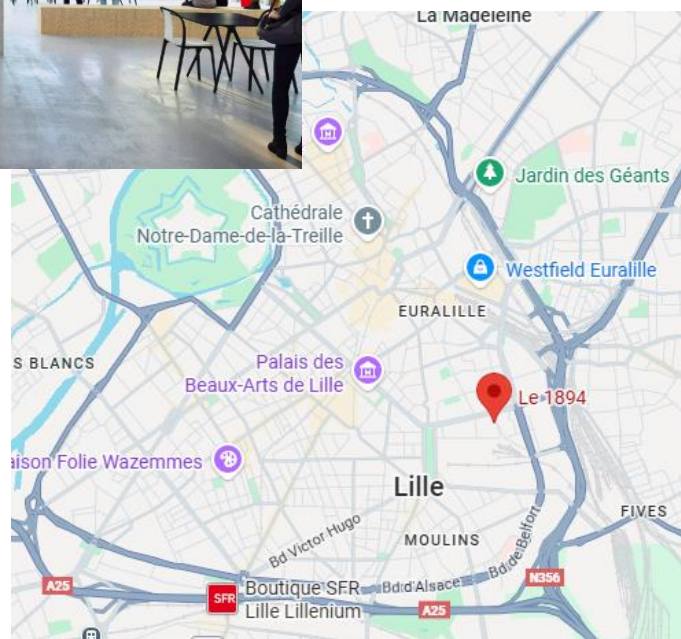 La Madeleine
Jardin des Géants
Cathédrale
Notre-Dame-de-la-Treille
Westfield Euralille
EURALILLE
S BLANCS
Palais des
Beaux-Arts de Lille
Le 1894
aison Folie Wazemmes
Lille
FIVES
Bd Victor Hugo
MOULINS
Bd de Belfort
A25
SFR
Boutique SFR
Lille Lillenium
Bd d'Alsace
N356
A25